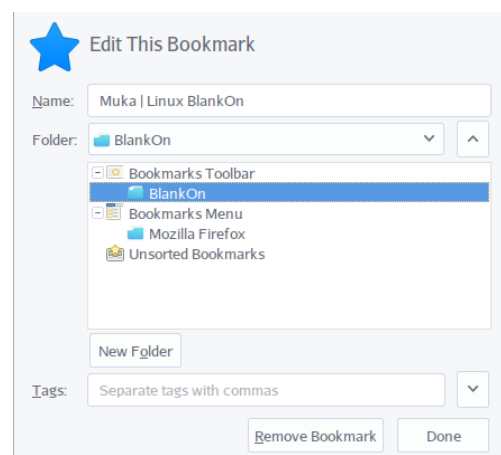 Edit This Bookmark
Name: Muka | Linux BlankOn
Folder: BlankOn
Bookmarks Toolbar
BlankOn
Bookmarks Menu
Mozilla Firefox
Unsorted Bookmarks
New Folder
Tags: Separate tags with commas
Remove Bookmark Done